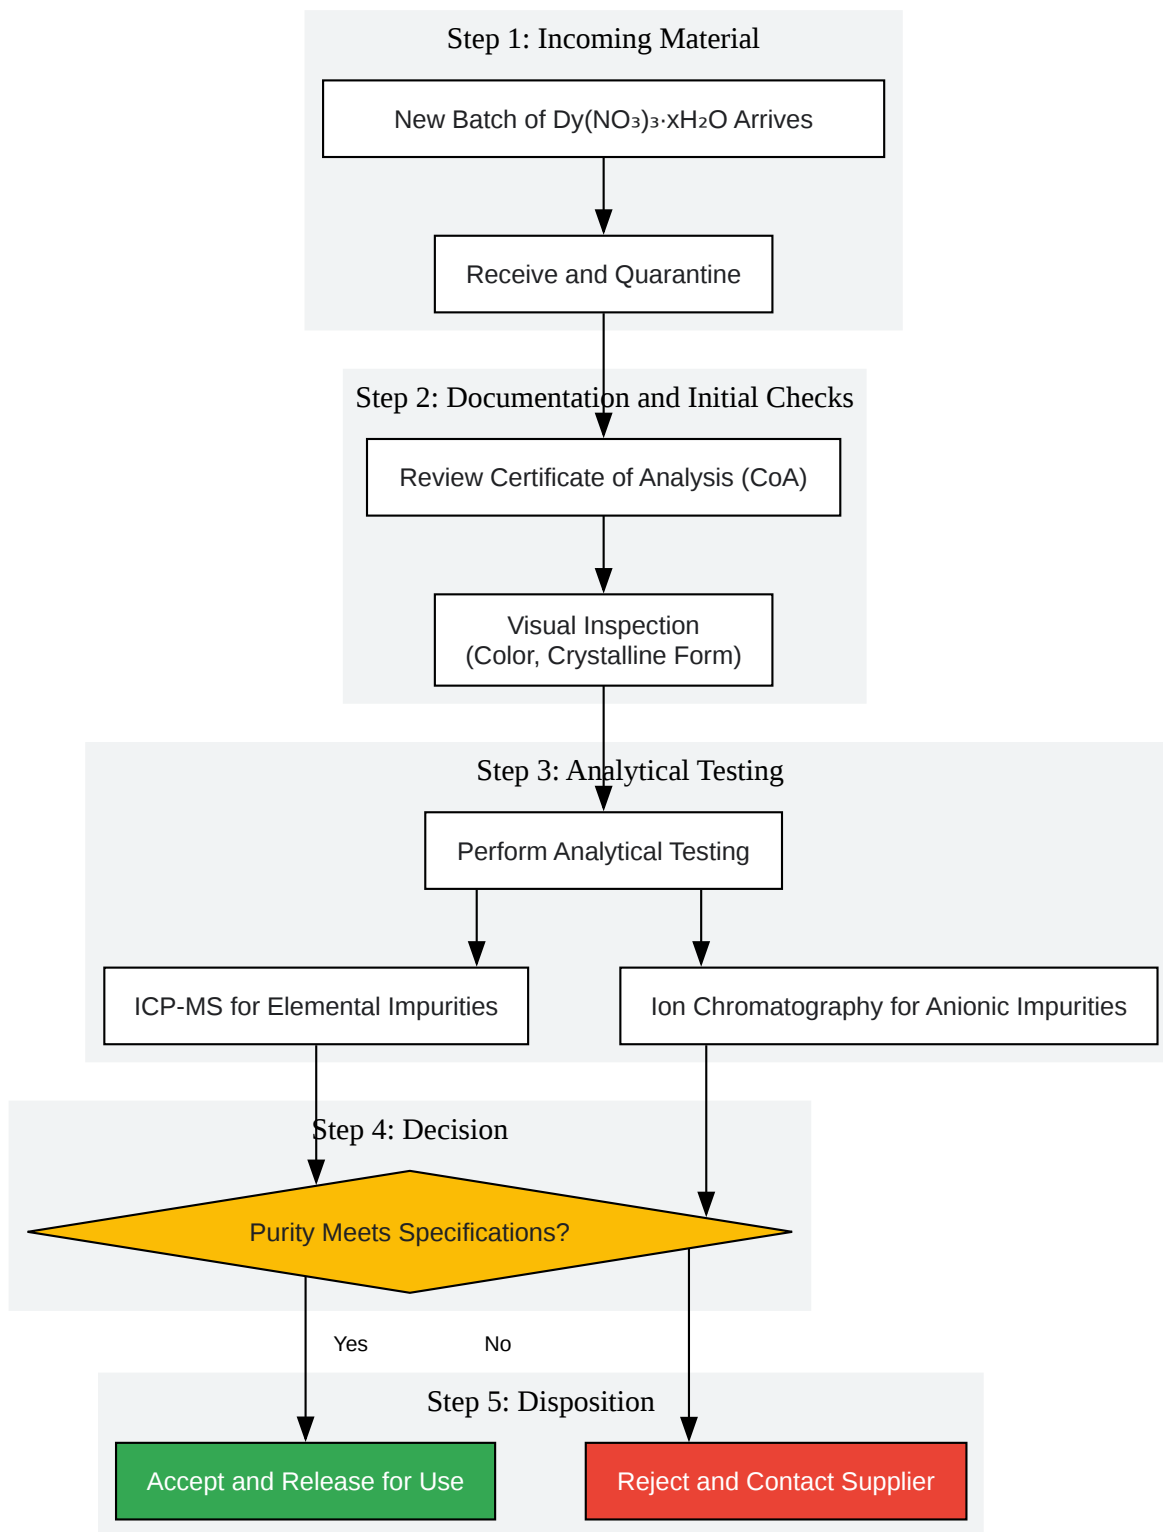 Step 1: Incoming Material
New Batch of Dy(NO₃)₃·xH₂O Arrives
Receive and Quarantine
Step 2: Documentation and Initial Checks
Review Certificate of Analysis (CoA)
Visual Inspection
(Color, Crystalline Form)
Step 3: Analytical Testing
Perform Analytical Testing
ICP-MS for Elemental Impurities
Ion Chromatography for Anionic Impurities
Step 4: Decision
Purity Meets Specifications?
Yes
No
Step 5: Disposition
Accept and Release for Use
Reject and Contact Supplier